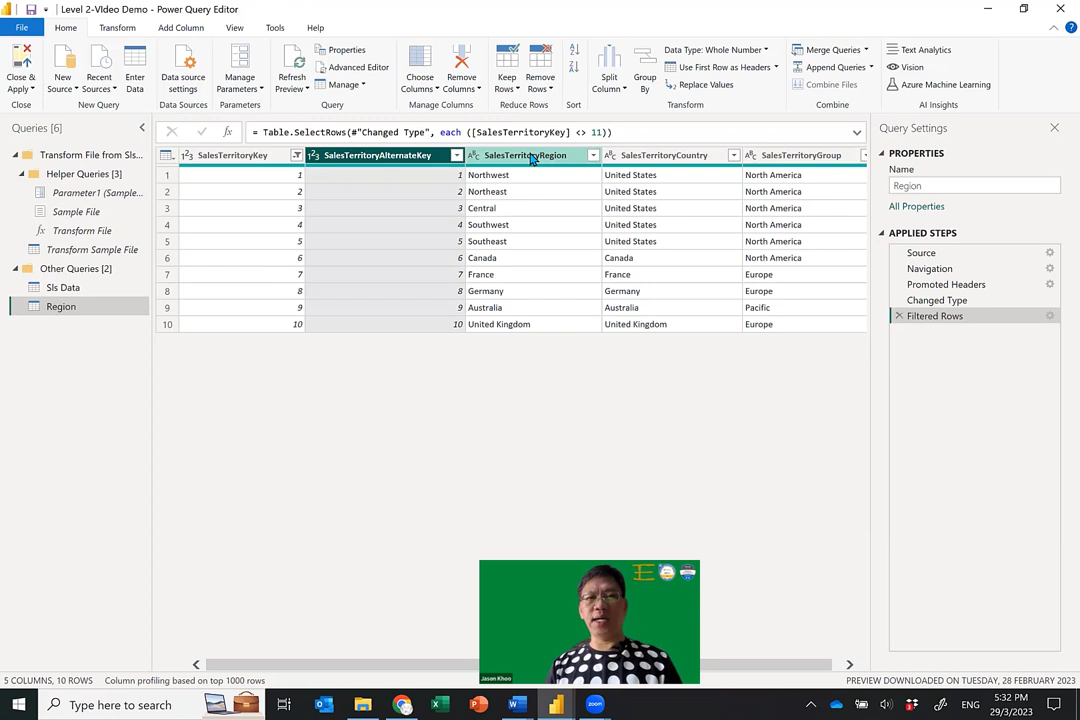 Level 2-VIdeo Demo - Power Query Editor
File
Home
Transform
Add Column
View
Tools
Help
Close &
Apply
New
Source
Recent
Sources
Enter
Data
Data source
settings
Manage
Parameters
Refresh
Preview
Properties
Advanced Editor
Manage
Choose
Columns
Remove
Columns
Keep
Rows
Remove
Rows
Split
Column
Group
By
Data Type: Whole Number
Use First Row as Headers
Replace Values
Merge Queries
Append Queries
Combine Files
Text Analytics
Vision
Azure Machine Learning
Close
New Query
Data Sources
Parameters
Query
Manage Columns
Reduce Rows
Sort
Transform
Combine
AI Insights
Queries [6]
Transform File from Sls...
Helper Queries [3]
Parameter1 (Sample...
Sample File
fx Transform File
Transform Sample File
Other Queries [2]
Sls Data
Region
fx
= Table.SelectRows(#"Changed Type", each ([SalesTerritoryKey] <> 11))
1²3 SalesTerritoryKey 1²3 SalesTerritoryAlternateKey ABC SalesTerritoryRegion ABC SalesTerritoryCountry ABC SalesTerritoryGroup
1 1 1 Northwest United States North America
2 2 2 Northeast United States North America
3 3 3 Central United States North America
4 4 4 Southwest United States North America
5 5 5 Southeast United States North America
6 6 6 Canada Canada North America
7 7 7 France France Europe
8 8 8 Germany Germany Europe
9 9 9 Australia Australia Pacific
10 10 10 United Kingdom United Kingdom Europe
Query Settings
PROPERTIES
Name
Region
All Properties
APPLIED STEPS
Source
Navigation
Promoted Headers
Changed Type
Filtered Rows
Jason Khoo
5 COLUMNS, 10 ROWS
Column profiling based on top 1000 rows
PREVIEW DOWNLOADED ON TUESDAY, 28 FEBRUARY 2023
Type here to search
ENG
5:32 PM
29/3/2023